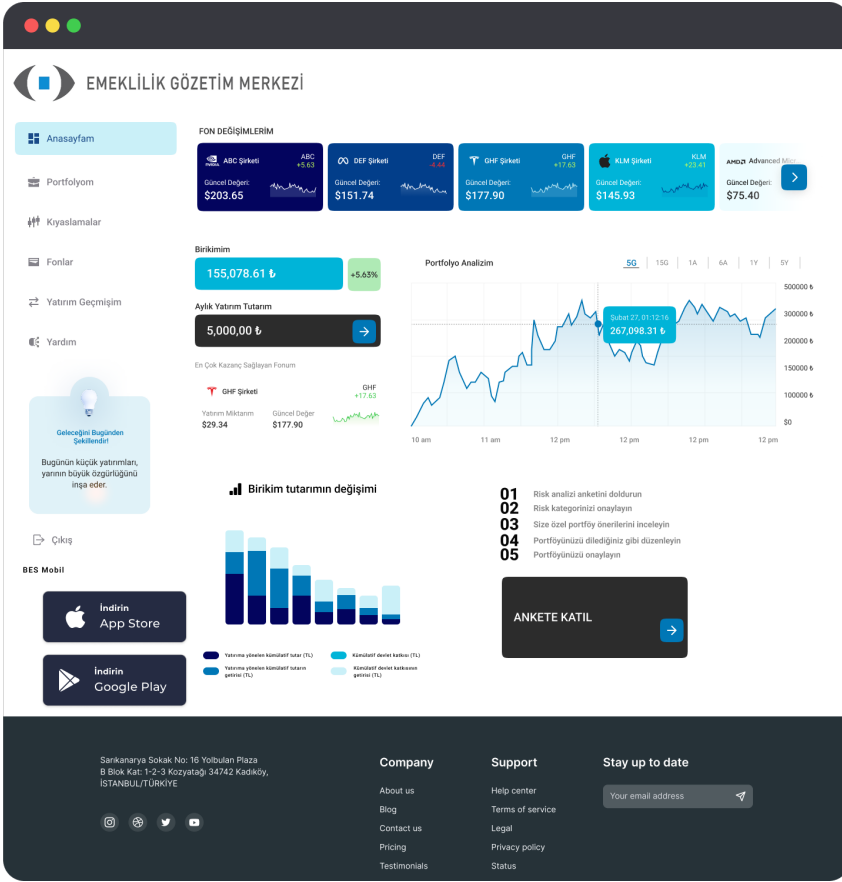 EMEKLİLİK GÖZETİM MERKEZİ
Anasayfam
Portfolyom
Kıyaslamalar
Fonlar
Yatırım Geçmişim
Yardım
Geleceğini Bugünden
Şekillendir!
Bugünün küçük yatırımları,
yarının büyük özgürlüğünü
inşa eder.
Çıkış
BES Mobil
İndirin
App Store
İndirin
Google Play
FON DEĞİŞİMLERİM
ABC Şirketi
ABC
+5.63
Güncel Değeri:
$203.65
DEF Şirketi
DEF
-4.44
Güncel Değeri:
$151.74
GHF Şirketi
GHF
+17.63
Güncel Değeri:
$177.90
KLM Şirketi
KLM
+23.41
Güncel Değeri:
$145.93
AMD Advanced Mic
Güncel Değeri:
$75.40
Birikimim
155,078.61 ₺
+5.63%
Aylık Yatırım Tutarım
5,000,00 ₺
En Çok Kazanç Sağlayan Forum
GHF Şirketi
GHF
+17.63
Yatırım Miktarım
$29.34
Güncel Değer
$177.90
Portfolyo Analizim
5G 15G 1A 6A 1Y 5Y
Şubat 27, 01:12:16
267,098.31 ₺
500000 ₺
300000 ₺
200000 ₺
150000 ₺
100000 ₺
$0
10 am 11 am 12 pm 12 pm 12 pm 12 pm
Birikim tutarımın değişimi
Yatırıma yönelen kümülatif tutar (TL)
Kümülatif devlet katkısı (TL)
Yatırıma yönelen kümülatif tutarın
getirisi (TL)
Kümülatif devlet katkısının
getirisi (TL)
01 Risk analizi anketini doldurun
02 Risk kategorinizi onaylayın
03 Size özel portföy önerilerini inceleyin
04 Portföyünüzü dilediğiniz gibi düzenleyin
05 Portföyünüzü onaylayın
ANKETE KATIL
Sarıkanarya Sokak No: 16 Yolbulan Plaza
B Blok Kat: 1-2-3 Kozyatağı 34742 Kadıköy,
İSTANBUL/TÜRKİYE
Company
About us
Blog
Contact us
Pricing
Testimonials
Support
Help center
Terms of service
Legal
Privacy policy
Status
Stay up to date
Your email address